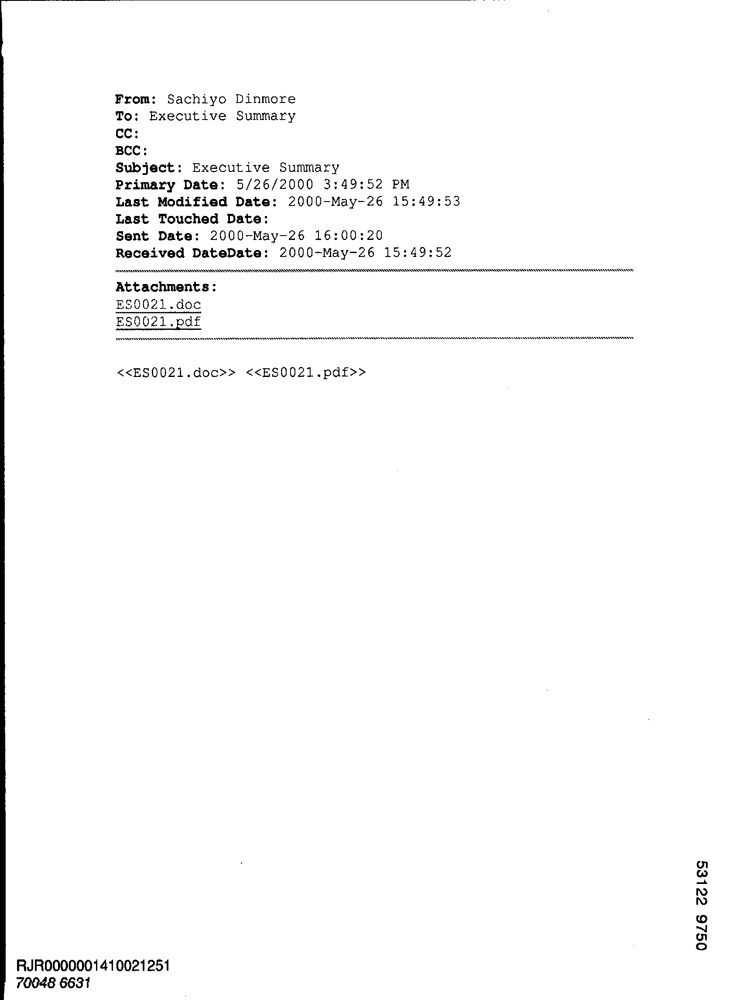 From: Sachiyo Dinmore
To: Executive Summary
CC:
BCC:
Subject: Executive Summary
Primary Date: 5/26/2000 3:49:52 PM
Last Modified Date: 2000-May-26 15:49:53
Last Touched Date:
Sent Date: 2000-May-26 16:00:20
Received DateDate: 2000-May-26 15:49:52
Attachments:
ES0021.doc
ES0021.pdf
<<ES0021.doc>> <<ES0021.pdf>>
53122 9750
RJR0000001410021251
70048 6631